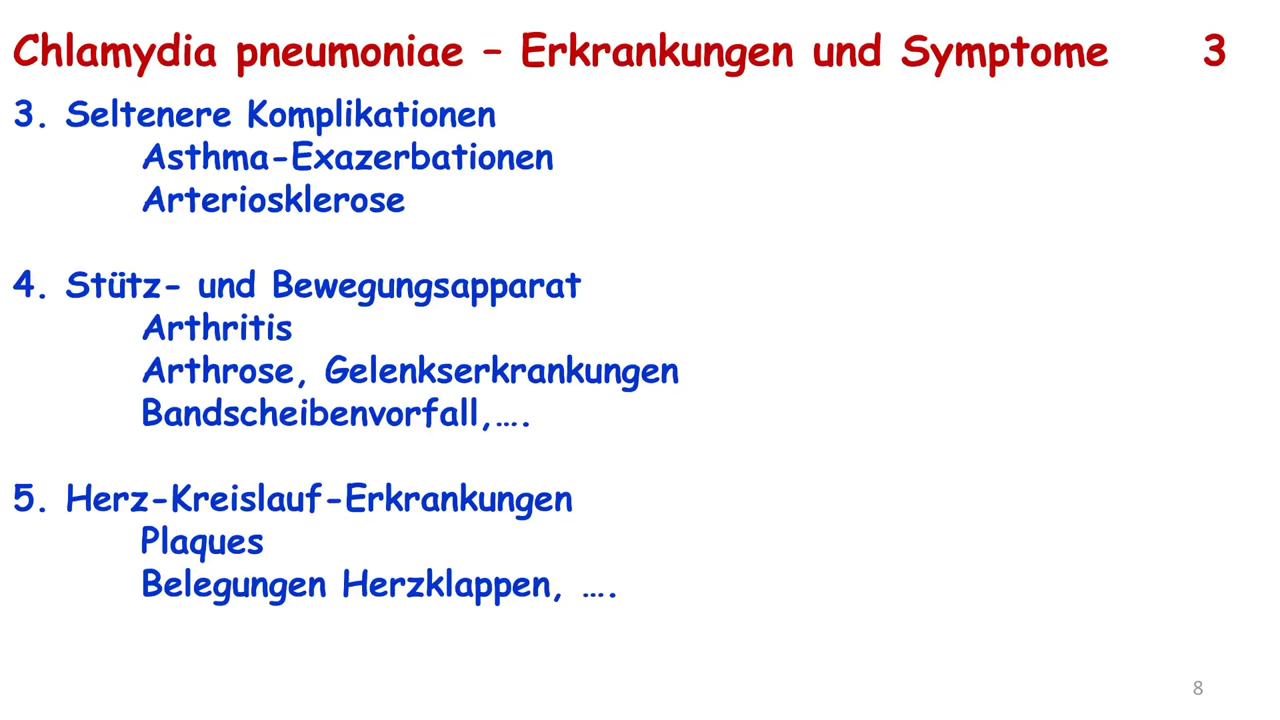 Chlamydia pneumoniae – Erkrankungen und Symptome 3
3. Seltenere Komplikationen
Asthma-Exazerbationen
Arteriosklerose
4. Stütz- und Bewegungsapparat
Arthritis
Arthrose, Gelenkserkrankungen
Bandscheibenvorfall,….
5. Herz-Kreislauf-Erkrankungen
Plaques
Belegungen Herzklappen, ….
8